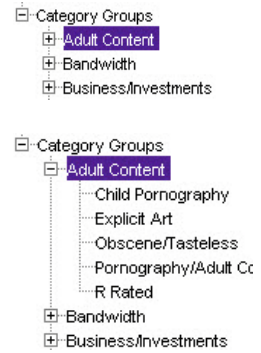 Category Groups
Adult Content
Bandwidth
Business/Investments
Category Groups
Adult Content
Child Pornography
Explicit Art
Obscene/Tasteless
Pornography/Adult Co
R Rated
Bandwidth
Business/Investments